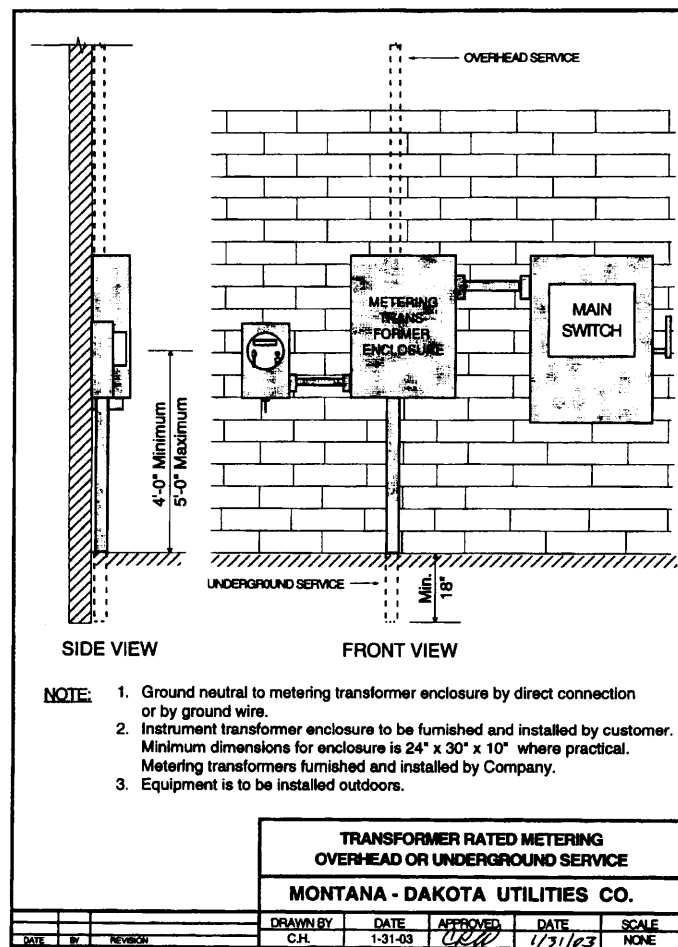 OVERHEAD SERVICE
METERING
TRANS-
FORMER
ENCLOSURE
MAIN
SWITCH
4'-0" Minimum
5'-0" Maximum
UNDERGROUND SERVICE
Min.
18"
SIDE VIEW
FRONT VIEW
NOTE:
1. Ground neutral to metering transformer enclosure by direct connection
or by ground wire.
2. Instrument transformer enclosure to be furnished and installed by customer.
Minimum dimensions for enclosure is 24" x 30" x 10" where practical.
Metering transformers furnished and installed by Company.
3. Equipment is to be installed outdoors.
TRANSFORMER RATED METERING
OVERHEAD OR UNDERGROUND SERVICE
MONTANA - DAKOTA UTILITIES CO.
DRAWN BY DATE APPROVED DATE SCALE
C.H. 1-31-03 1/31/03 NONE
DATE BY REVISION